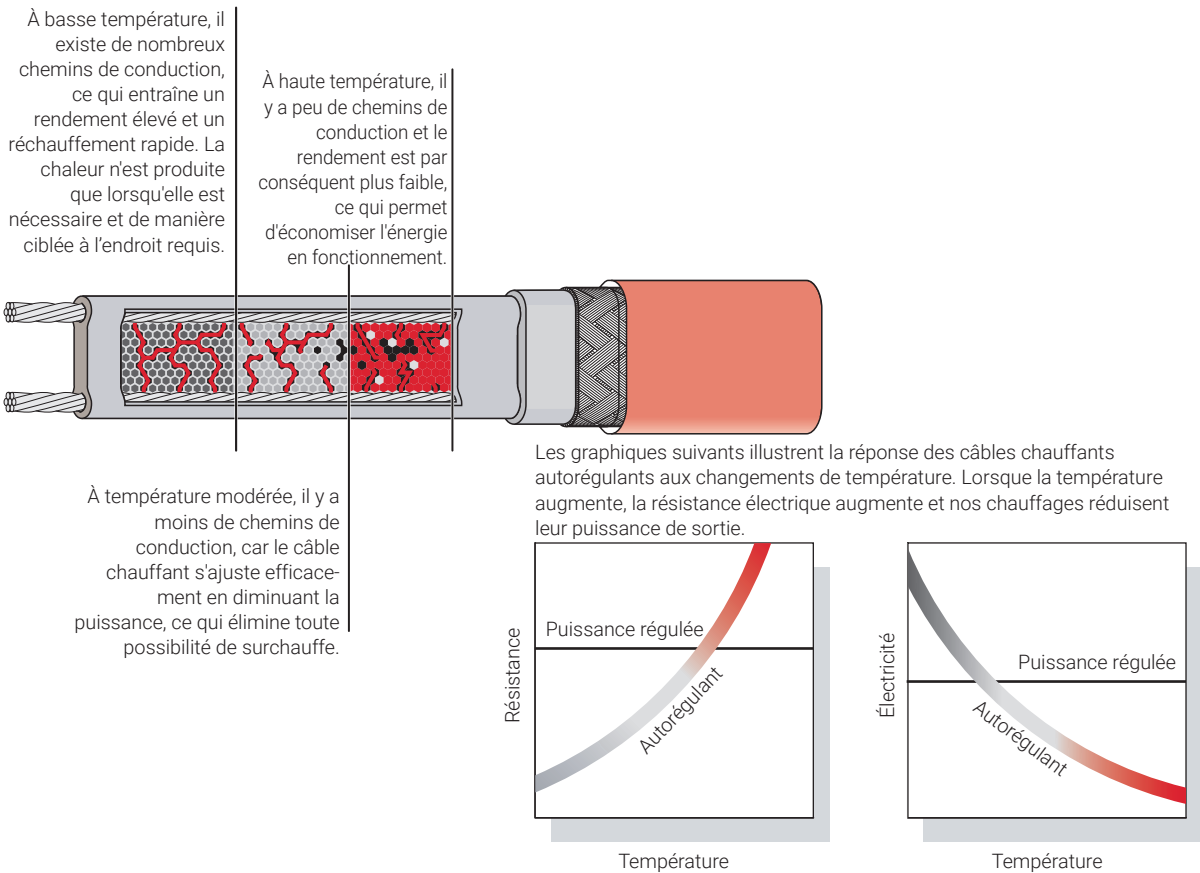 À basse température, il
existe de nombreux
chemins de conduction,
ce qui entraîne un
rendement élevé et un
réchauffement rapide. La
chaleur n'est produite
que lorsqu'elle est
nécessaire et de manière
ciblée à l'endroit requis.
À haute température, il
y a peu de chemins de
conduction et le
rendement est par
conséquent plus faible,
ce qui permet
d'économiser l'énergie
en fonctionnement.
À température modérée, il y a
moins de chemins de
conduction, car le câble
chauffant s'ajuste efficace-
ment en diminuant la
puissance, ce qui élimine toute
possibilité de surchauffe.
Les graphiques suivants illustrent la réponse des câbles chauffants
autorégulants aux changements de température. Lorsque la température
augmente, la résistance électrique augmente et nos chauffages réduisent
leur puissance de sortie.
Résistance
Puissance régulée
Autorégulant
Température
Électricité
Puissance régulée
Autorégulant
Température